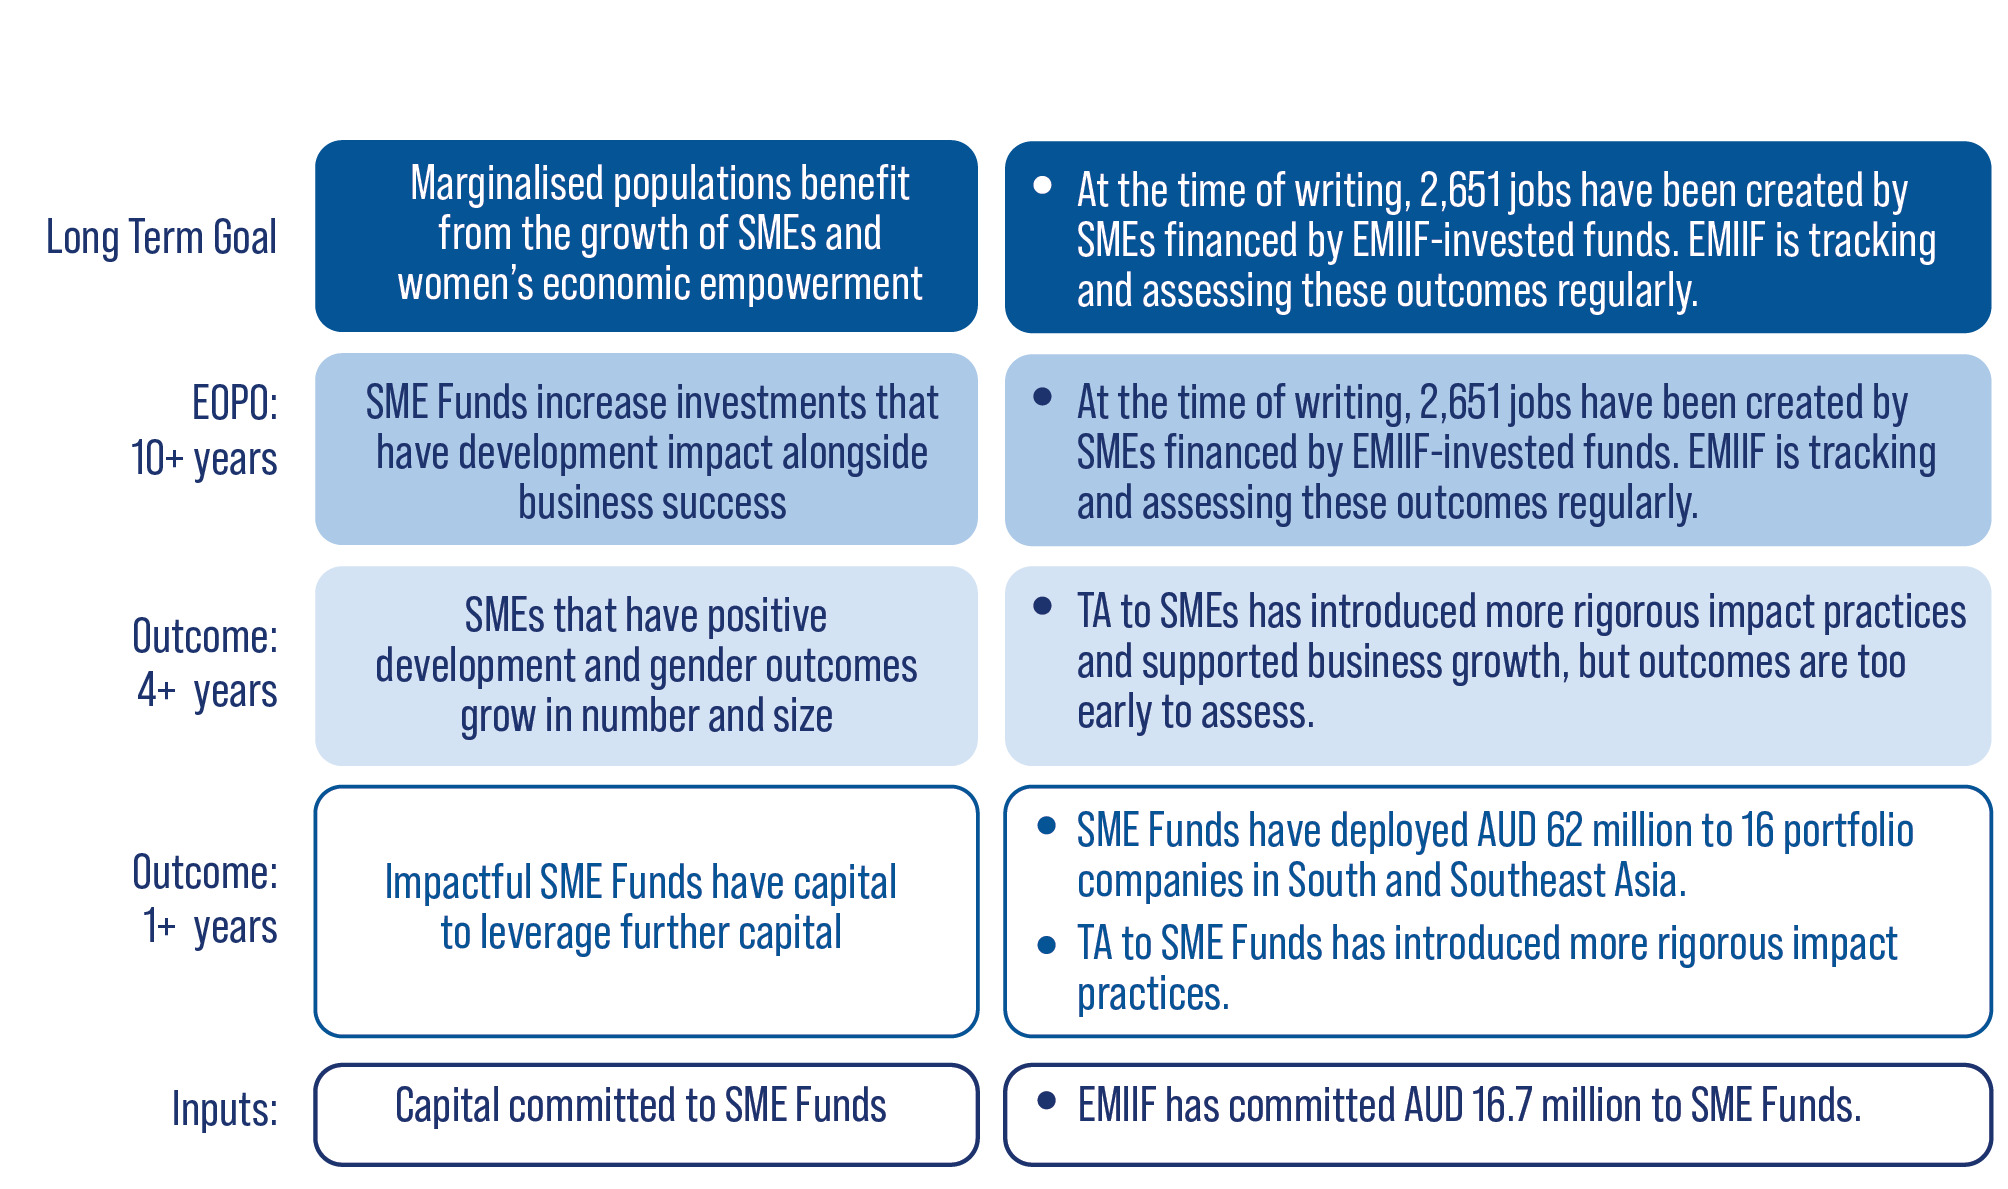 Long Term Goal
Marginalised populations benefit
from the growth of SMEs and
women’s economic empowerment
• At the time of writing, 2,651 jobs have been created by
SMEs financed by EMIIF-invested funds. EMIIF is tracking
and assessing these outcomes regularly.
EOPO:
10+ years
SME Funds increase investments that
have development impact alongside
business success
• At the time of writing, 2,651 jobs have been created by
SMEs financed by EMIIF-invested funds. EMIIF is tracking
and assessing these outcomes regularly.
Outcome:
4+ years
SMEs that have positive
development and gender outcomes
grow in number and size
• TA to SMEs has introduced more rigorous impact practices
and supported business growth, but outcomes are too
early to assess.
Outcome:
1+ years
Impactful SME Funds have capital
to leverage further capital
• SME Funds have deployed AUD 62 million to 16 portfolio
companies in South and Southeast Asia.
• TA to SME Funds has introduced more rigorous impact
practices.
Inputs:
Capital committed to SME Funds
• EMIIF has committed AUD 16.7 million to SME Funds.